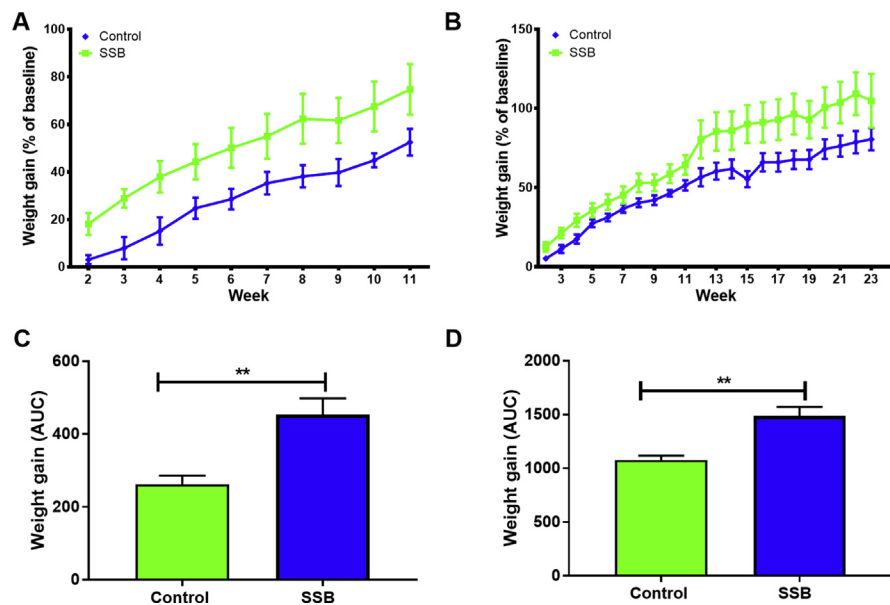 A
Control
SSB
Weight gain (% of baseline)
100
80
60
40
20
0
2 3 4 5 6 7 8 9 10 11
Week
B
Control
SSB
Weight gain (% of baseline)
150
100
50
0
3 5 7 9 11 13 15 17 19 21 23
Week
C
**
Weight gain (AUC)
600
400
200
0
Control SSB
D
**
Weight gain (AUC)
2000
1500
1000
500
0
Control SSB